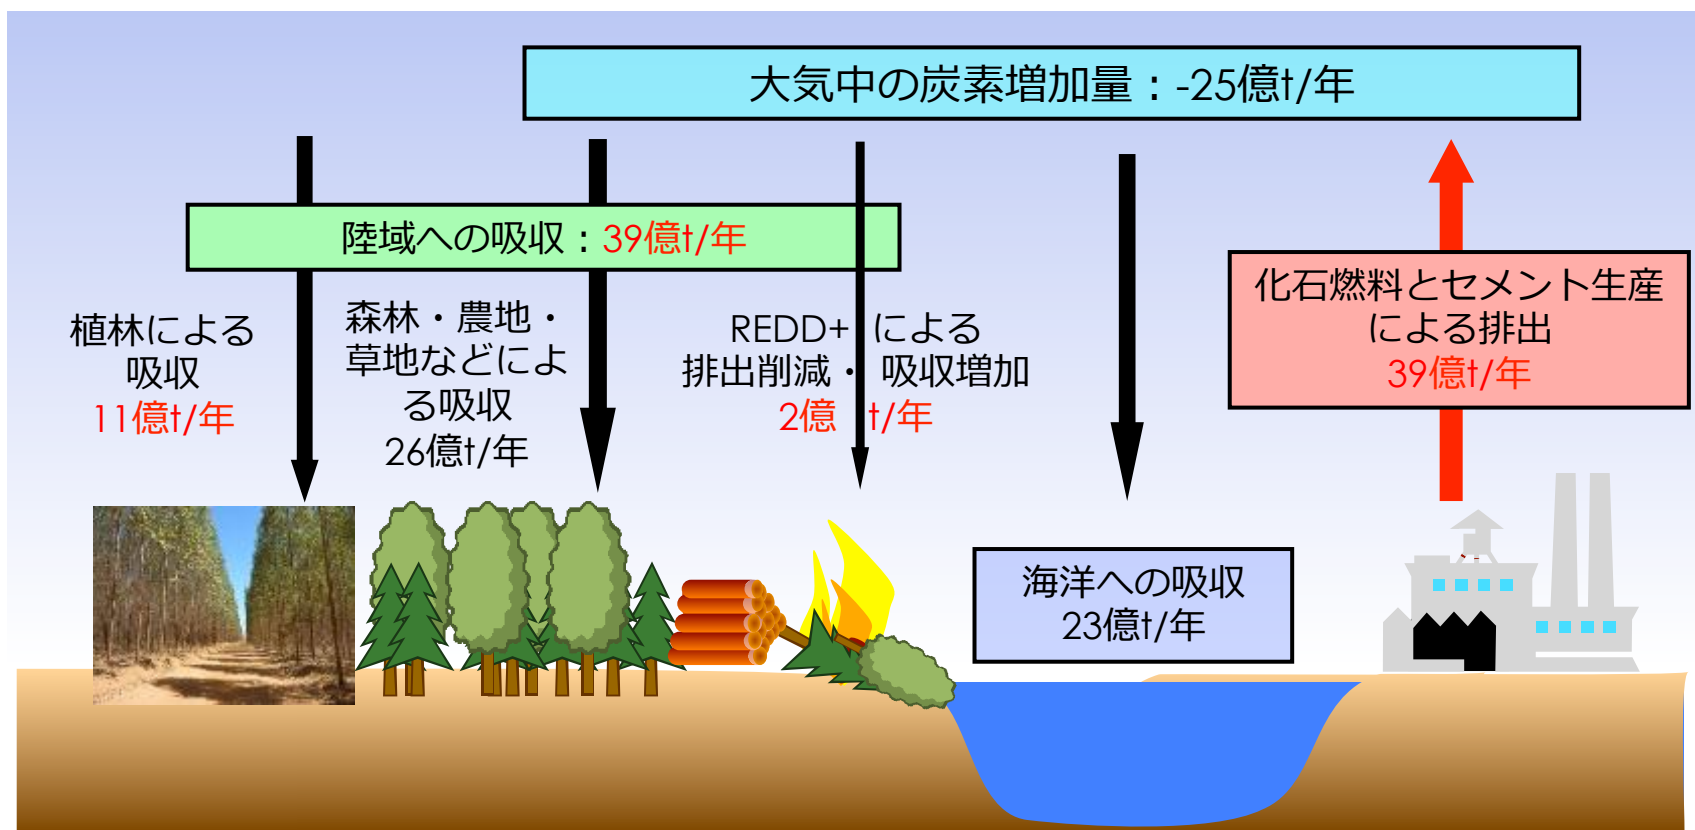 大気中の炭素増加量：-25億t/年
陸域への吸収：39億t/年
植林による
吸収
11億t/年
森林・農地・
草地などによ
る吸収
26億t/年
REDD+ による
排出削減・ 吸収増加
2億 t/年
海洋への吸収
23億t/年
化石燃料とセメント生産
による排出
39億t/年